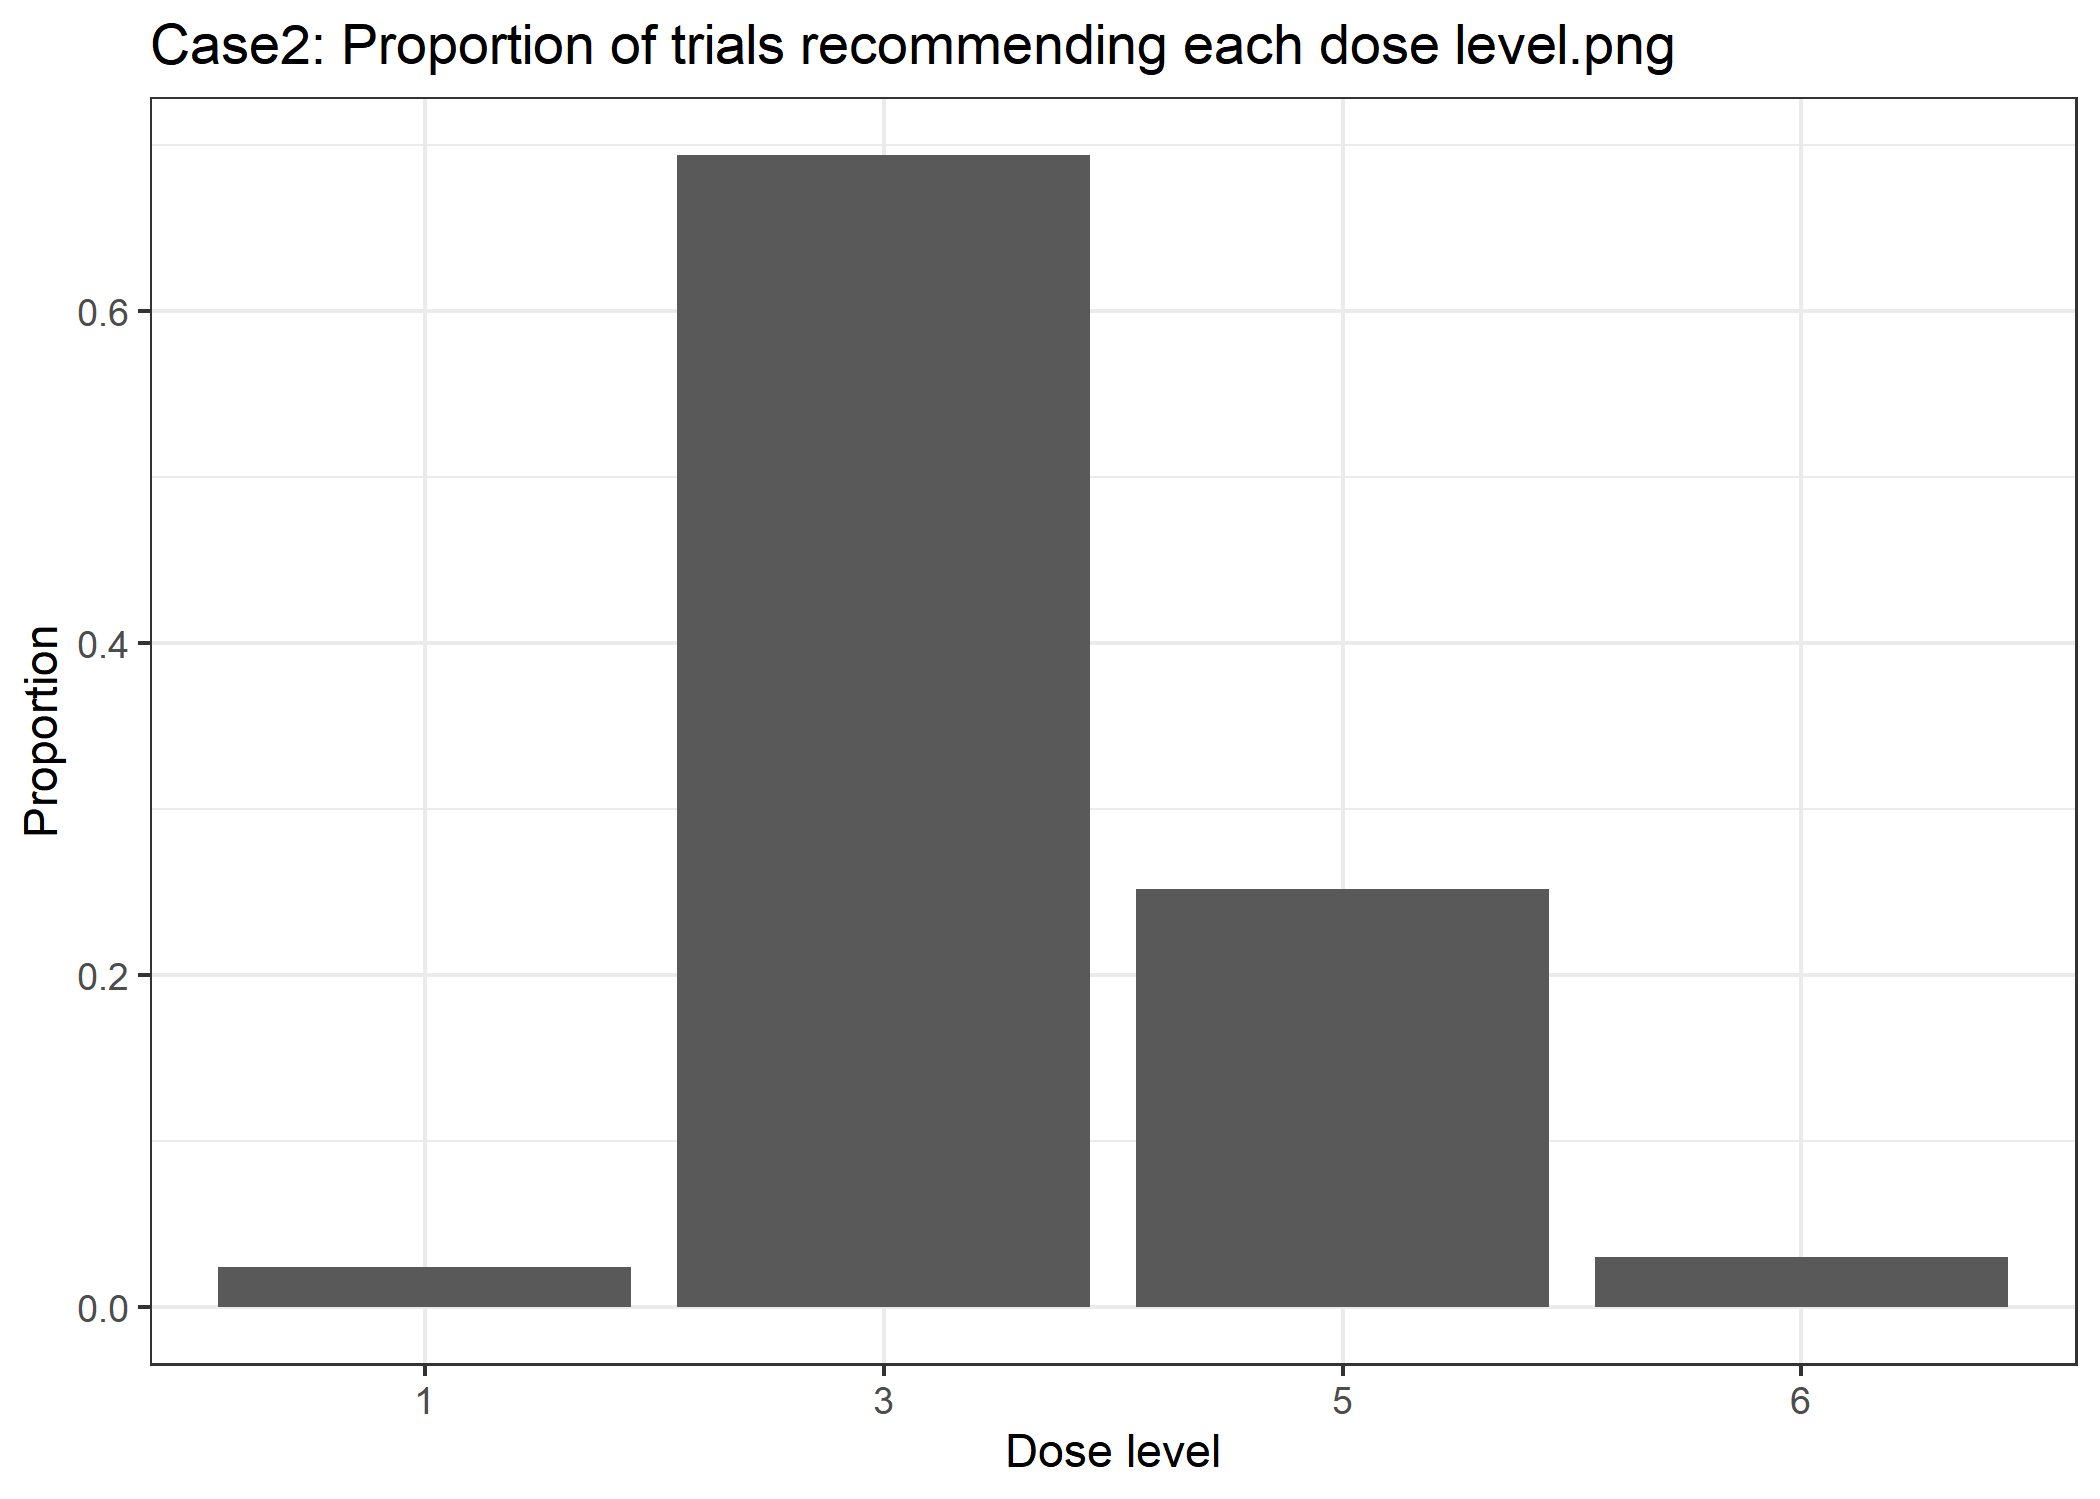 Case2: Proportion of trials recommending each dose level.png
Proportion
0.6
0.4
0.2
0.0
1 3 5 6
Dose level